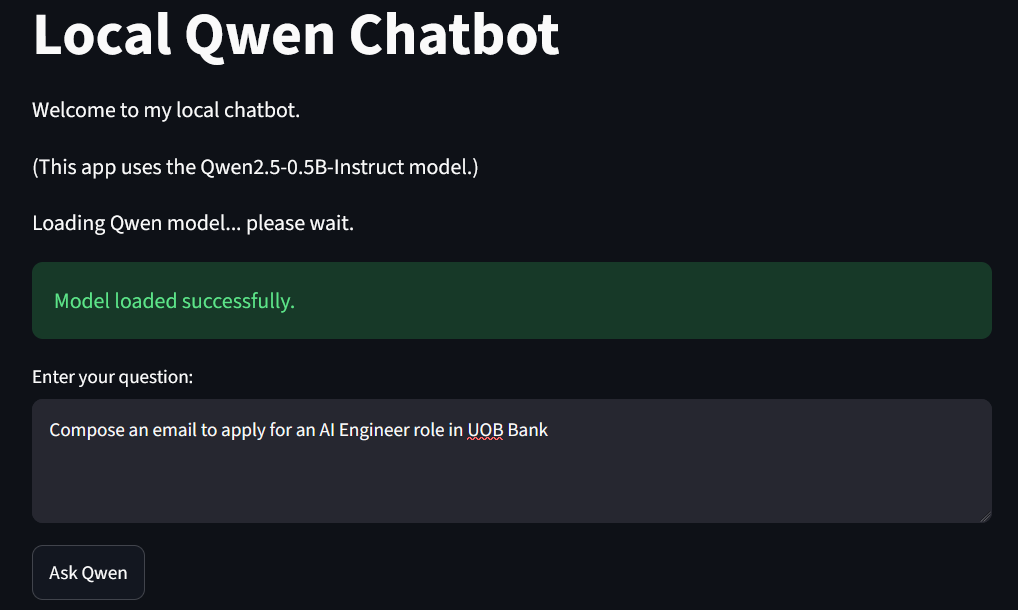 Local Qwen Chatbot
Welcome to my local chatbot.
(This app uses the Qwen2.5-0.5B-Instruct model.)
Loading Qwen model... please wait.
Model loaded successfully.
Enter your question:
Compose an email to apply for an AI Engineer role in UOB Bank
Ask Qwen